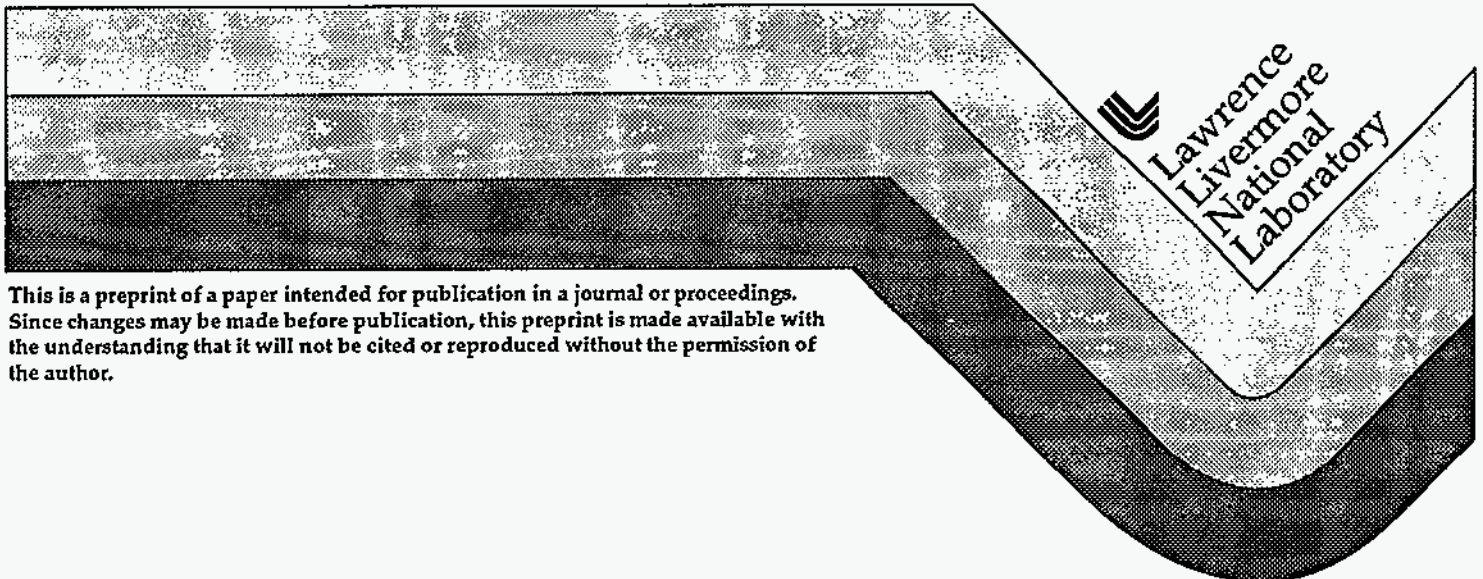 Lawrence
Livermore
National
Laboratory
This is a preprint of a paper intended for publication in a journal or proceedings.
Since changes may be made before publication, this preprint is made available with
the understanding that it will not be cited or reproduced without the permission of
the author.